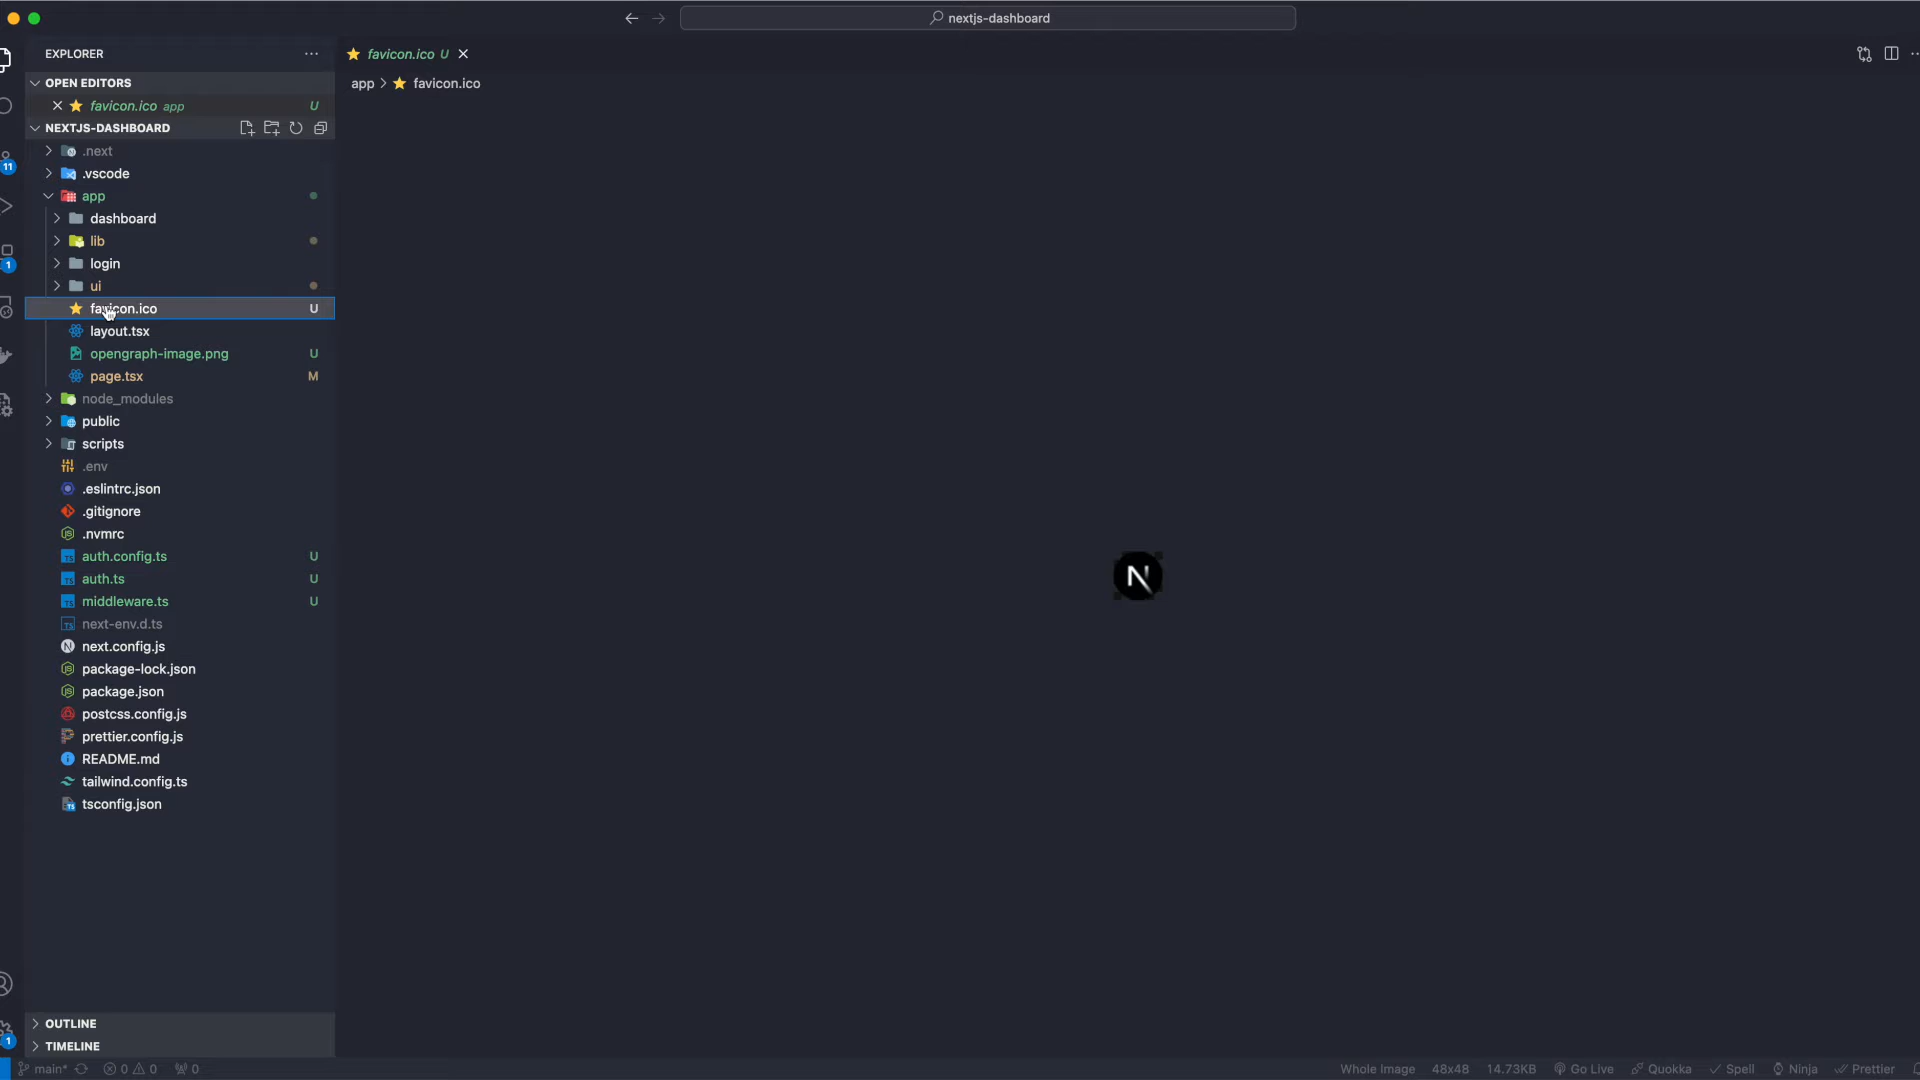 nextjs-dashboard
EXPLORER
favicon.ico U
OPEN EDITORS
app favicon.ico
favicon.ico app U
NEXTJS-DASHBOARD
.next
.vscode
app
dashboard
lib
login
ui
favicon.ico U
layout.tsx
opengraph-image.png U
page.tsx M
node_modules
public
scripts
.env
.eslintrc.json
.gitignore
.nvmrc
auth.config.ts U
auth.ts U
middleware.ts U
next-env.d.ts
next.config.js
package-lock.json
package.json
postcss.config.js
prettier.config.js
README.md
tailwind.config.ts
tsconfig.json
N
11
1
1
OUTLINE
TIMELINE
main* 0 0 0 Whole Image 48x48 14.73KB Go Live Quokka Spell Ninja Prettier